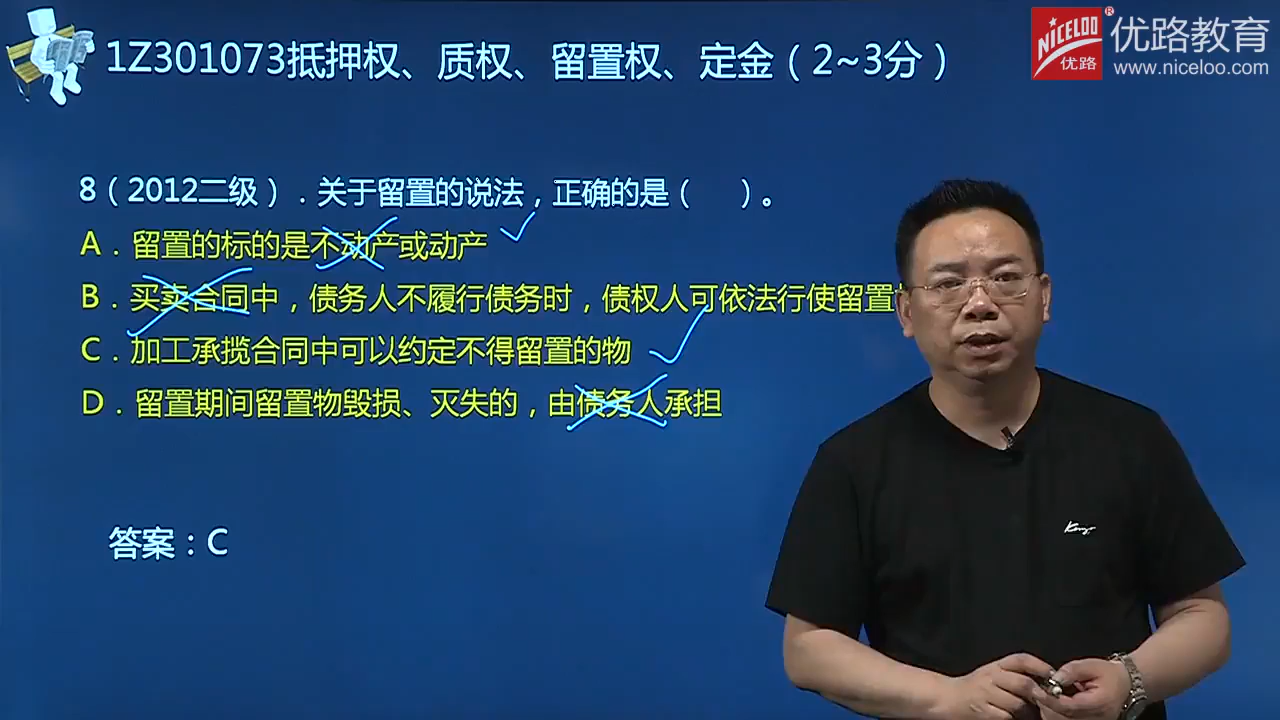 1Z301073抵押权、质权、留置权、定金（2~3分）
NICELOO
优路
®
优路教育
www.niceloo.com
8（2012二级）．关于留置的说法，正确的是（　）。
A．留置的标的是不动产或动产
B．买卖合同中，债务人不履行债务时，债权人可依法行使留置
C．加工承揽合同中可以约定不得留置的物
D．留置期间留置物毁损、灭失的，由债务人承担
答案：C